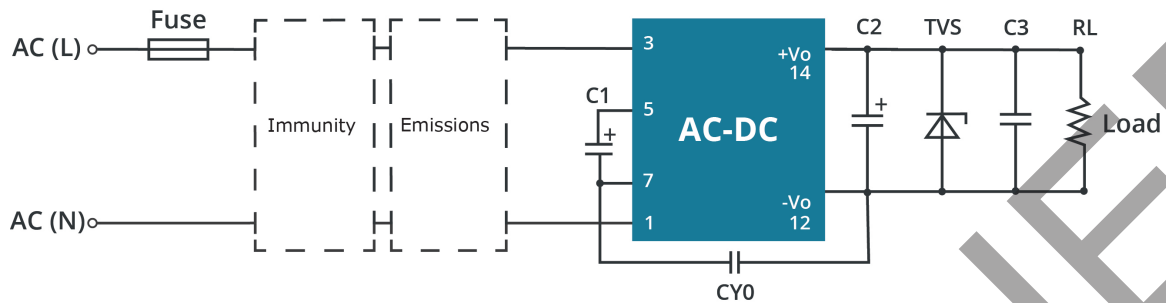 Fuse
C2
TVS
C3
RL
AC (L)
3
+Vo
14
C1
5
+
+
Immunity
Emissions
AC-DC
Load
7
-Vo
12
AC (N)
1
CY0